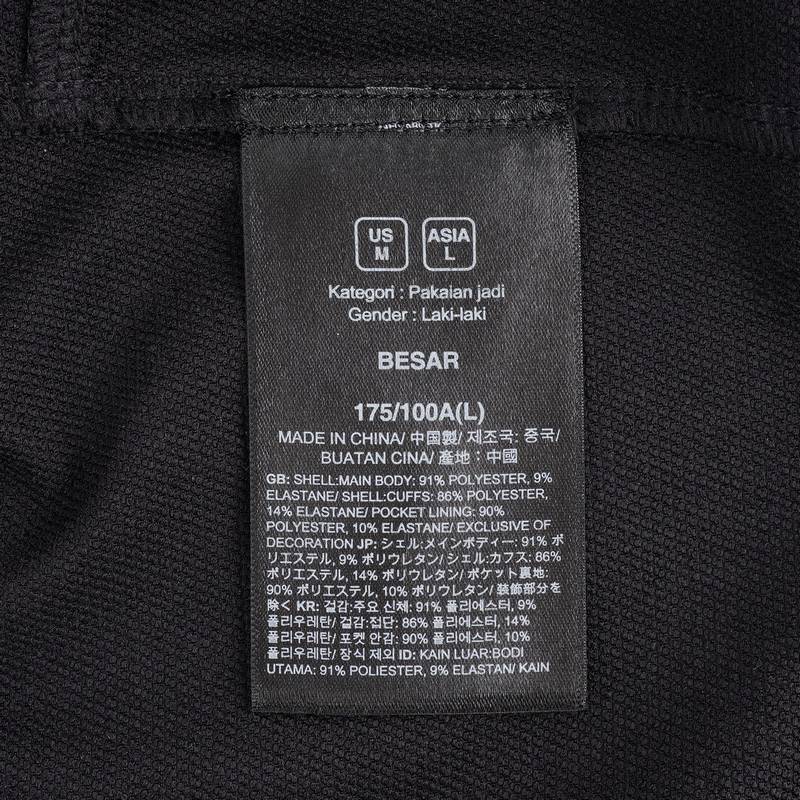 US
M
ASIA
L
Kategori : Pakaian jadi
Gender : Laki-laki
BESAR
175/100A(L)
MADE IN CHINA/ 中国製/ 제조국: 중국/
BUATAN CINA/ 產地：中國
GB: SHELL:MAIN BODY: 91% POLYESTER, 9%
ELASTANE/ SHELL:CUFFS: 86% POLYESTER,
14% ELASTANE/ POCKET LINING: 90%
POLYESTER, 10% ELASTANE/ EXCLUSIVE OF
DECORATION JP: シェル:メインボディー: 91% ポ
リエステル, 9% ポリウレタン/ シェル:カフス: 86%
ポリエステル, 14% ポリウレタン/ ポケット裏地:
90% ポリエステル, 10% ポリウレタン/ 装飾部分を
除く KR: 겉감:주요 신체: 91% 폴리에스터, 9%
폴리우레탄/ 겉감:접단: 86% 폴리에스터, 14%
폴리우레탄/ 포켓 안감: 90% 폴리에스터, 10%
폴리우레탄/ 장식 제외 ID: KAIN LUAR:BODI
UTAMA: 91% POLIESTER, 9% ELASTAN/ KAIN